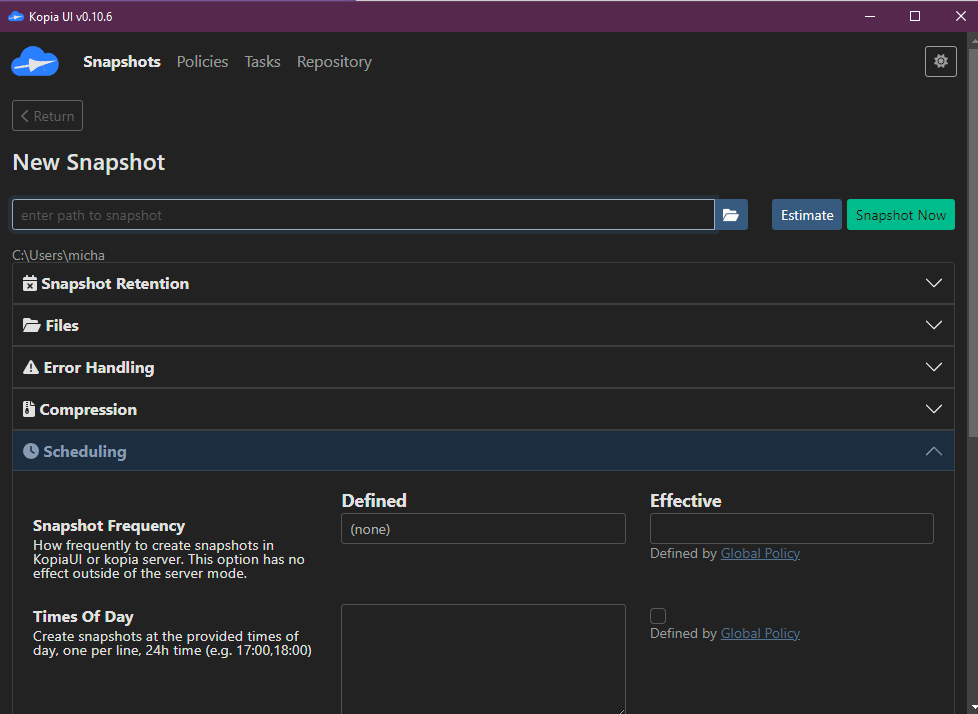 Kopia UI v0.10.6
Snapshots Policies Tasks Repository
Return
New Snapshot
enter path to snapshot
Estimate
Snapshot Now
C:\Users\micha
Snapshot Retention
Files
Error Handling
Compression
Scheduling
Defined
Effective
Snapshot Frequency
How frequently to create snapshots in
KopiaUI or kopia server. This option has no
effect outside of the server mode.
(none)
Defined by Global Policy
Times Of Day
Create snapshots at the provided times of
day, one per line, 24h time (e.g. 17:00,18:00)
Defined by Global Policy